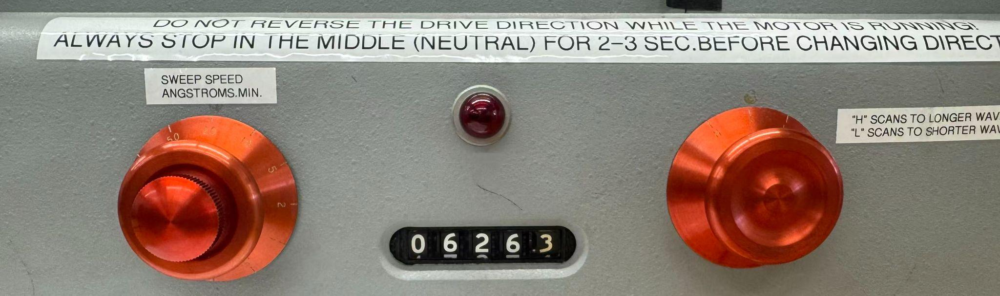 DO NOT REVERSE THE DRIVE DIRECTION WHILE THE MOTOR IS RUNNING!
ALWAYS STOP IN THE MIDDLE (NEUTRAL) FOR 2-3 SEC.BEFORE CHANGING DIRECT
SWEEP SPEED
ANGSTROMS.MIN.
"H" SCANS TO LONGER WAV
"L" SCANS TO SHORTER WAV
50 20
5
2
06263